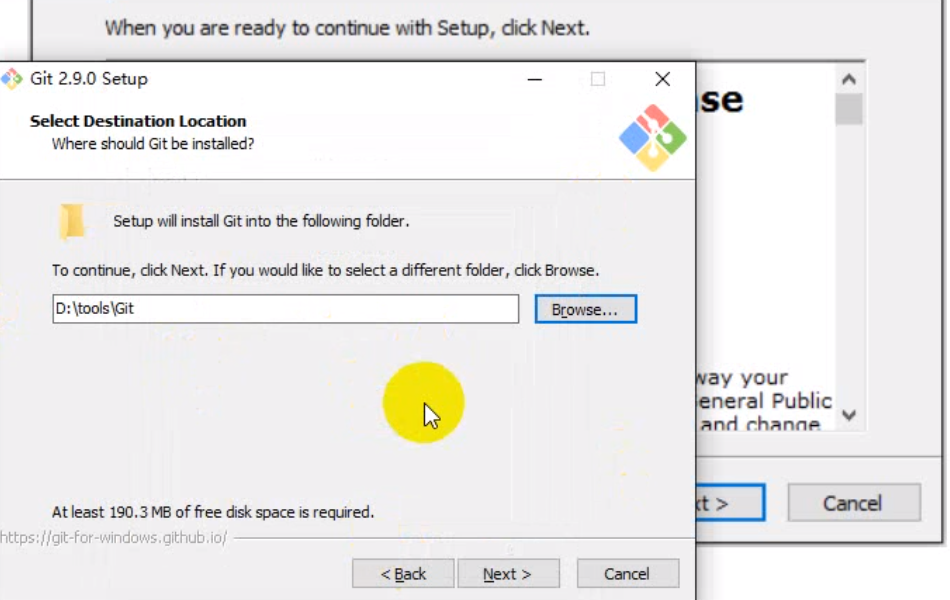 When you are ready to continue with Setup, click Next.
Git 2.9.0 Setup
Select Destination Location
Where should Git be installed?
Setup will install Git into the following folder.
To continue, click Next. If you would like to select a different folder, click Browse.
D:\tools\Git
Browse...
way your
eneral Public
and change
At least 190.3 MB of free disk space is required.
https://git-for-windows.github.io/
< Back
Next >
Cancel
Cancel